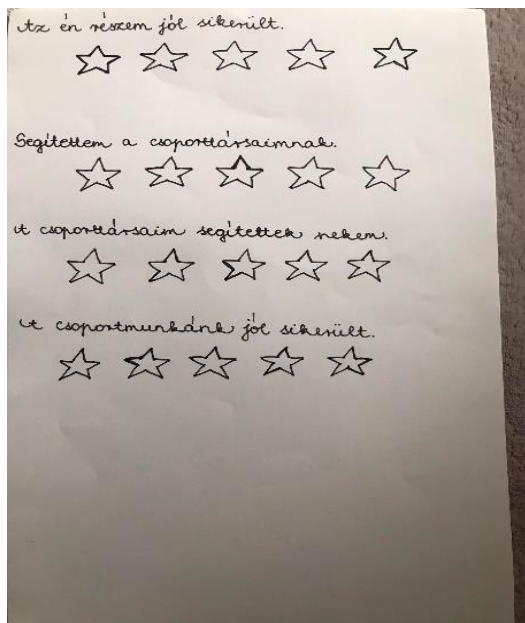 Az én részem jól sikerült.
Segítettem a csoporttársaimnak.
A csoporttársaim segítettek nekem.
A csoportmunkánk jól sikerült.